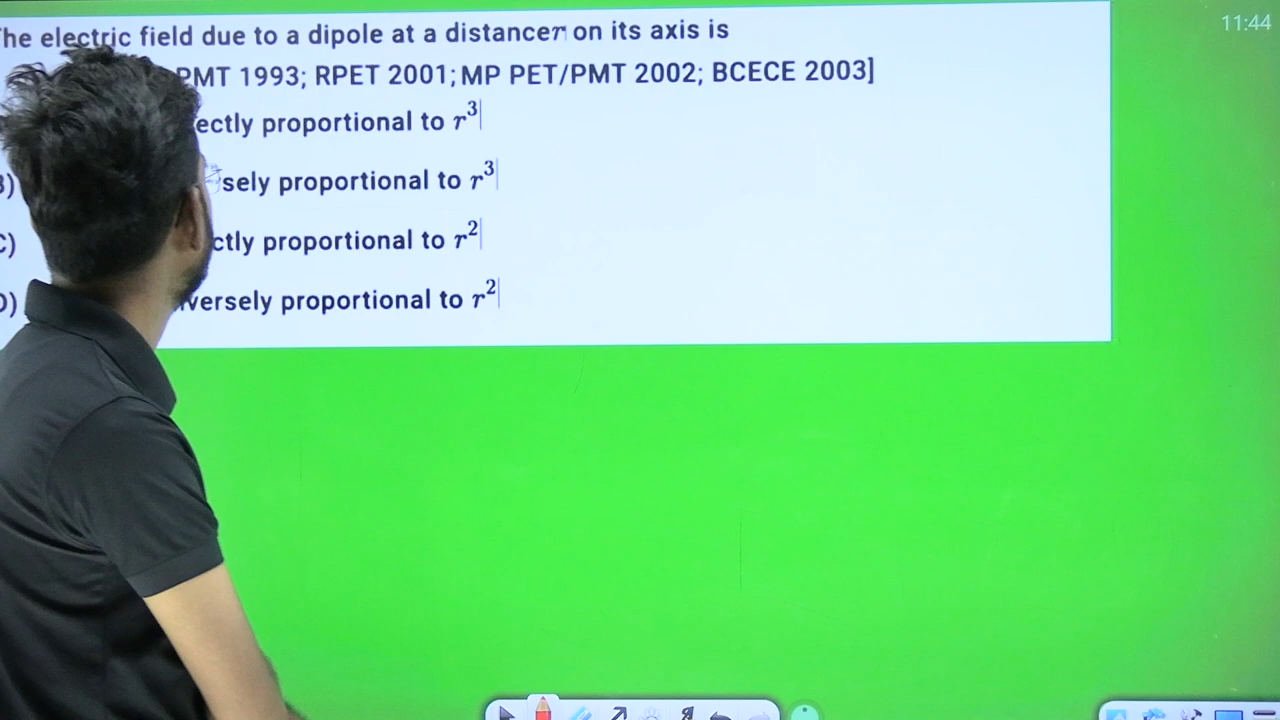 he electric field due to a dipole at a distancer on its axis is
PMT 1993; RPET 2001; MP PET/PMT 2002; BCECE 2003]
ectly proportional to r³
) sely proportional to r³
) ctly proportional to r²
) versely proportional to r²
11:44